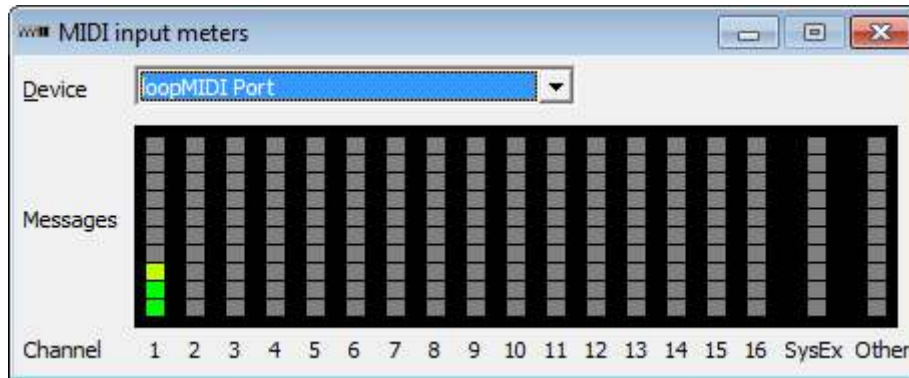 MIDI input meters
Device loopMIDI Port
Messages
Channel 1 2 3 4 5 6 7 8 9 10 11 12 13 14 15 16 SysEx Other